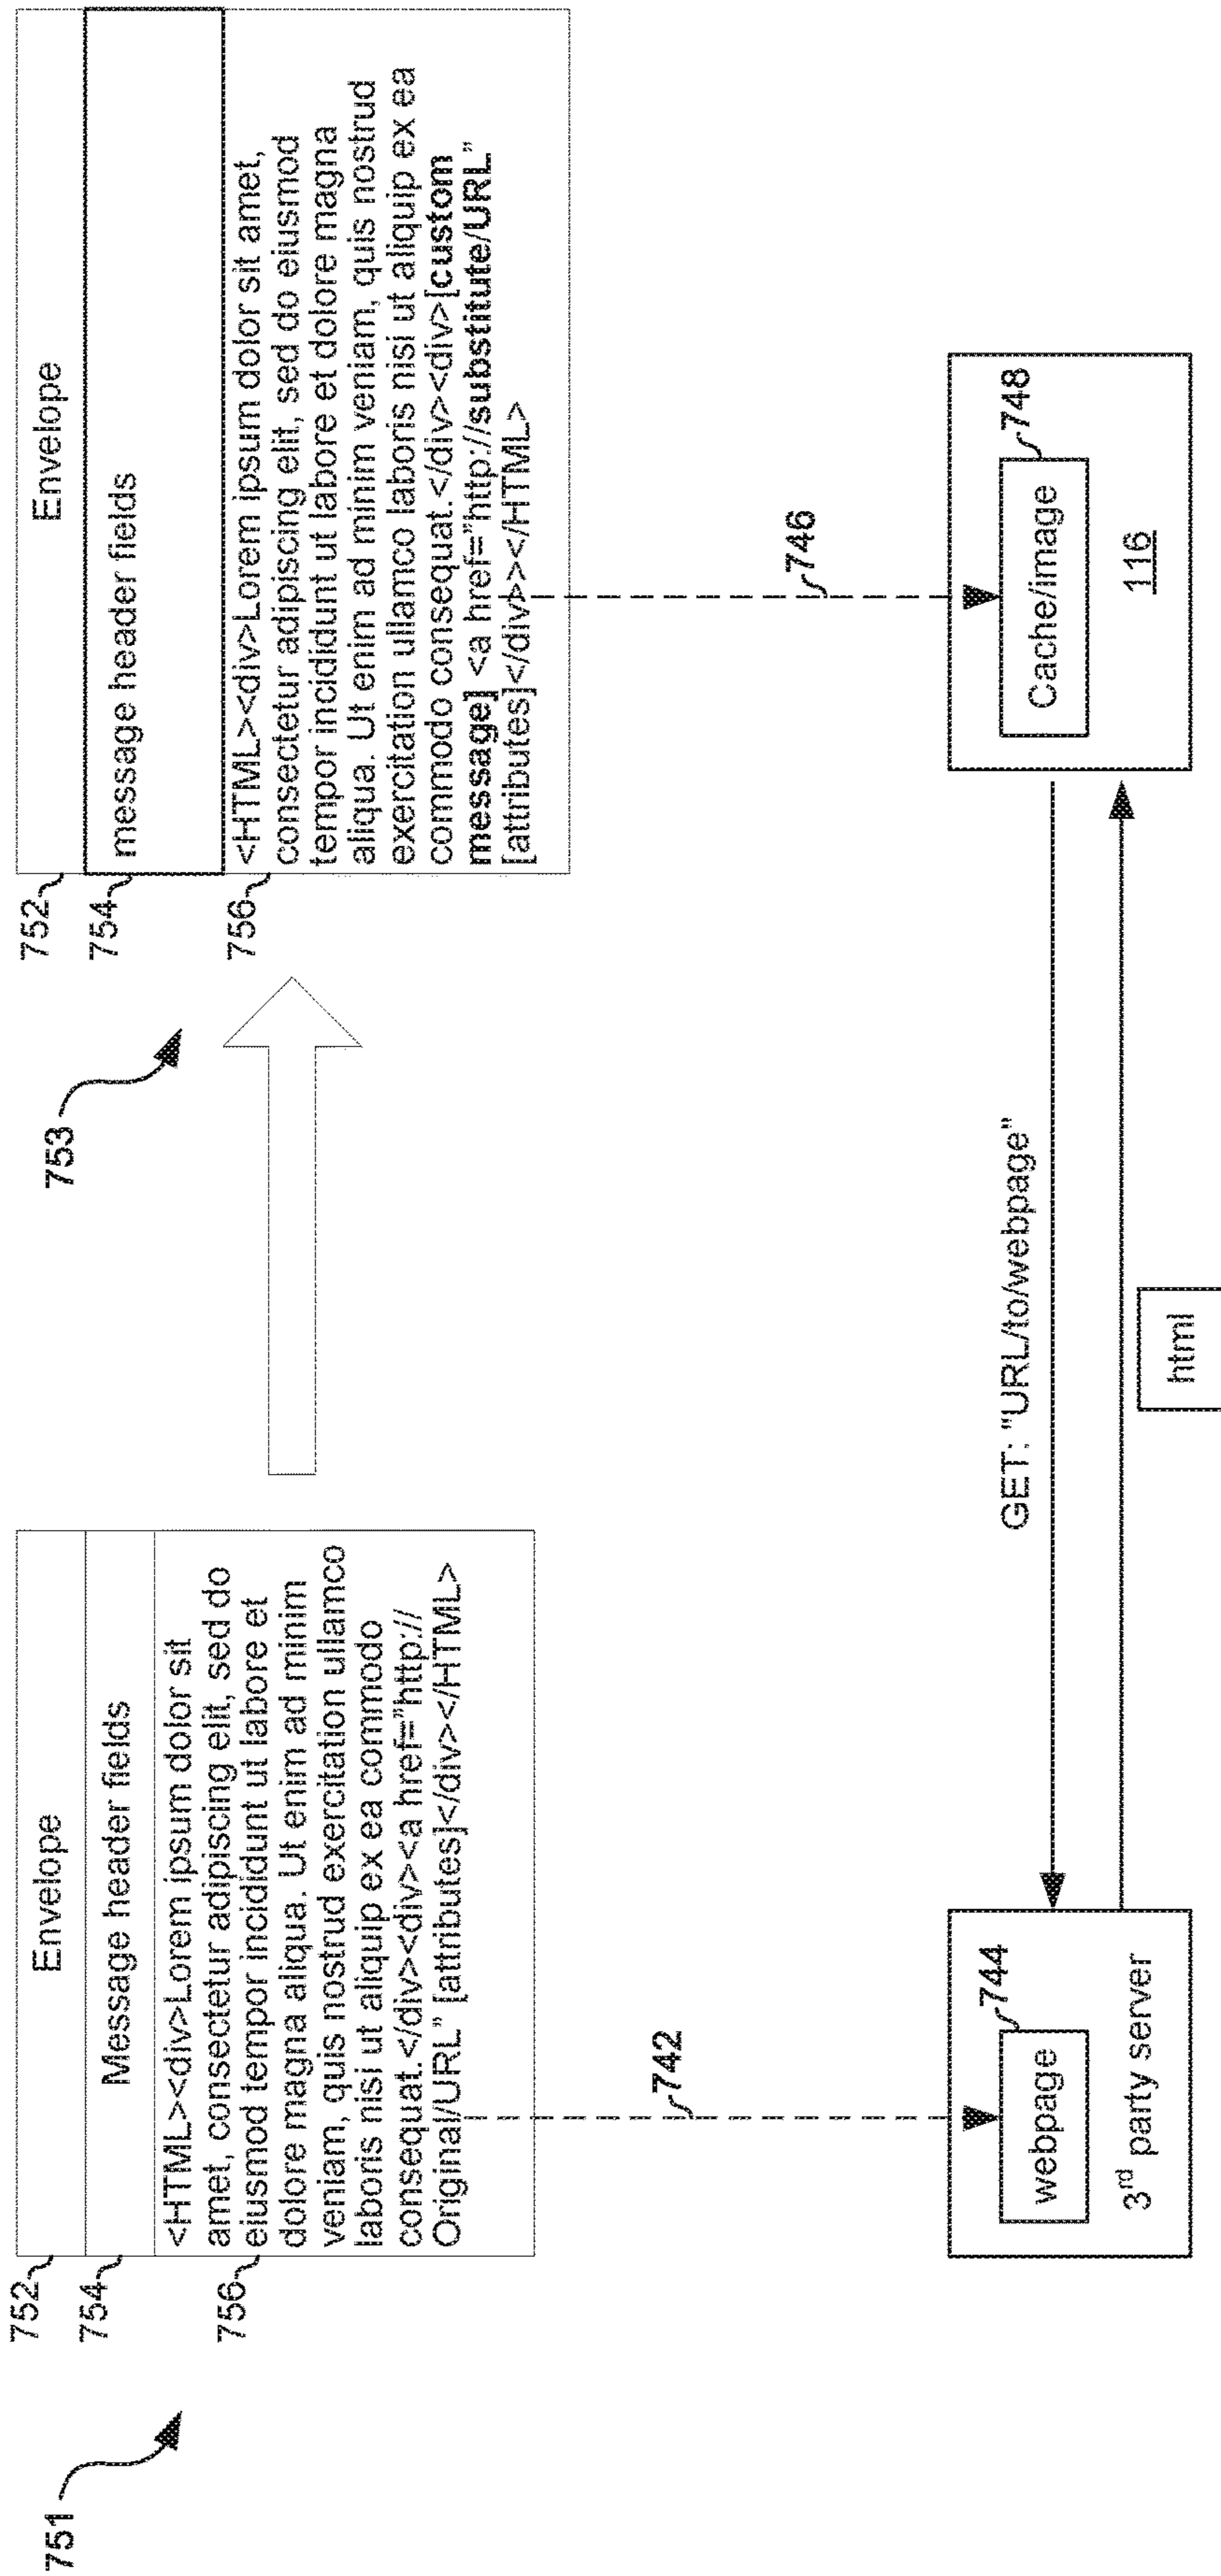 751
752
754
756
Envelope
Message header fields
<HTML><div>Lorem ipsum dolor sit
amet, consectetur adipiscing elit, sed do
eiusmod tempor incididunt ut labore et
dolore magna aliqua. Ut enim ad minim
veniam, quis nostrud exercitation ullamco
laboris nisi ut aliquip ex ea commodo
consequat.</div><div><a href="http://
Original/URL" [attributes]</div></HTML>
753
752
754
756
Envelope
message header fields
<HTML><div>Lorem ipsum dolor sit amet,
consectetur adipiscing elit, sed do eiusmod
tempor incididunt ut labore et dolore magna
aliqua. Ut enim ad minim veniam, quis nostrud
exercitation ullamco laboris nisi ut aliquip ex ea
commodo consequat.</div><div>[custom
message] <a href="http://substitute/URL"
[attributes]</div>></HTML>
742
746
webpage
744
3rd party server
GET: "URL/to/webpage"
html
Cache/image
748
116